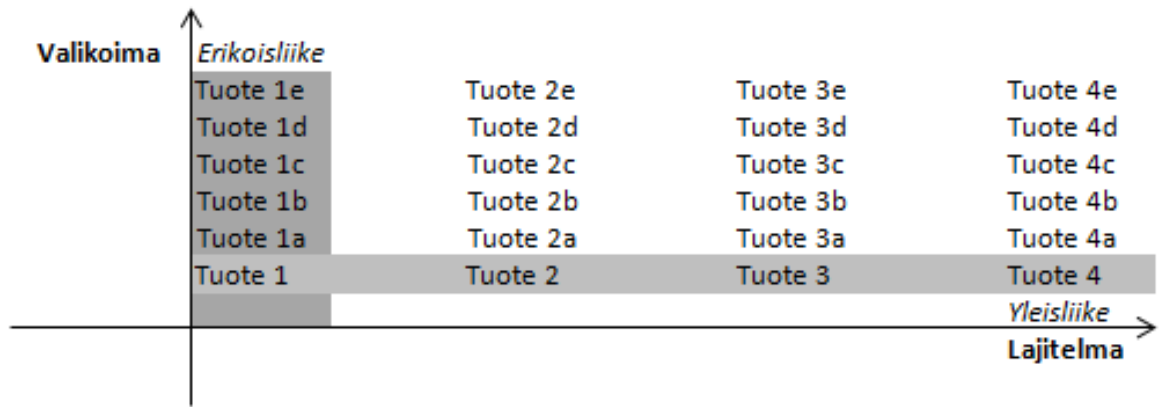 Valikoima Erikoisliike
Tuote 1e Tuote 2e Tuote 3e Tuote 4e
Tuote 1d Tuote 2d Tuote 3d Tuote 4d
Tuote 1c Tuote 2c Tuote 3c Tuote 4c
Tuote 1b Tuote 2b Tuote 3b Tuote 4b
Tuote 1a Tuote 2a Tuote 3a Tuote 4a
Tuote 1 Tuote 2 Tuote 3 Tuote 4
Yleisliike
Lajitelma